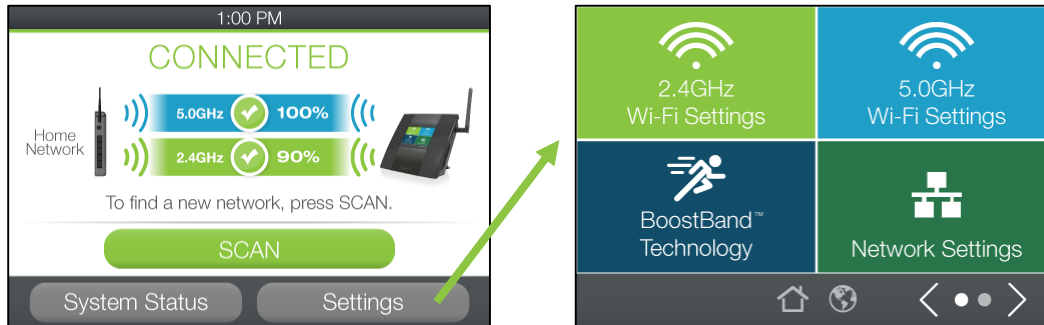 1:00 PM
CONNECTED
Home
Network
5.0GHz 100%
2.4GHz 90%
To find a new network, press SCAN.
SCAN
System Status
Settings
2.4GHz
Wi-Fi Settings
5.0GHz
Wi-Fi Settings
BoostBand™
Technology
Network Settings